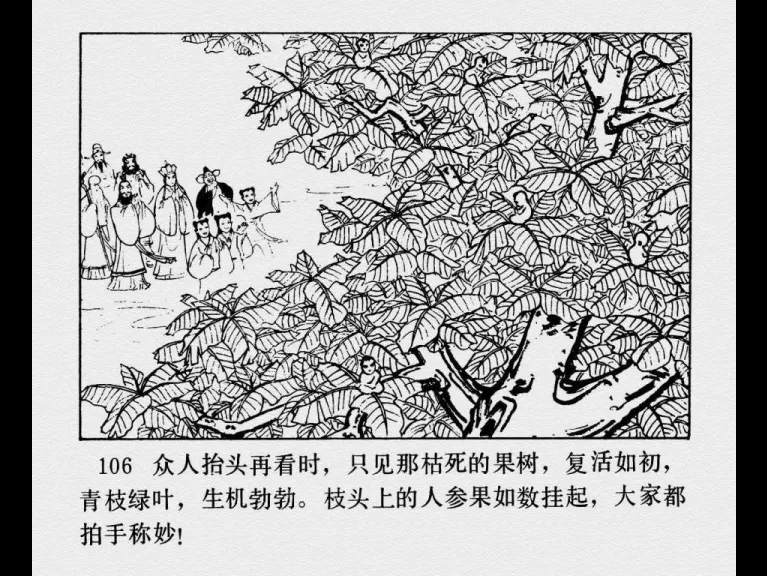 106 众人抬头再看时，只见那枯死的果树，复活如初，
青枝绿叶，生机勃勃。枝头上的人参果如数挂起，大家都
拍手称妙！